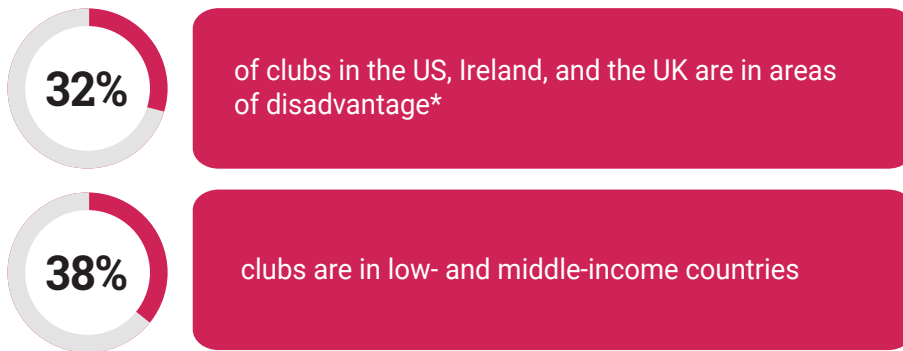 32%
of clubs in the US, Ireland, and the UK are in areas
of disadvantage*
38%
clubs are in low- and middle-income countries